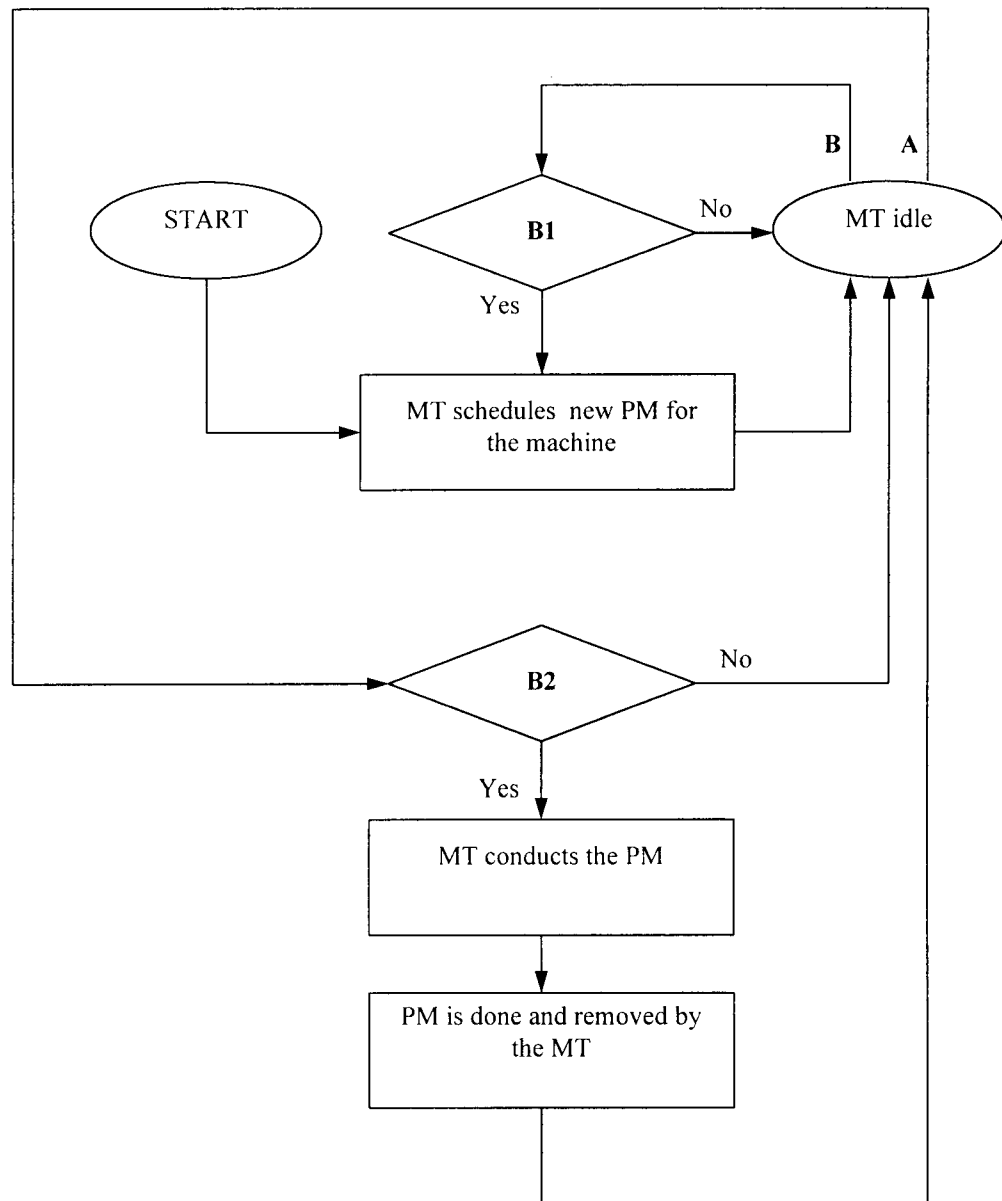 B
A
START
B1
No
MT idle
Yes
MT schedules new PM for
the machine
B2
No
Yes
MT conducts the PM
PM is done and removed by
the MT